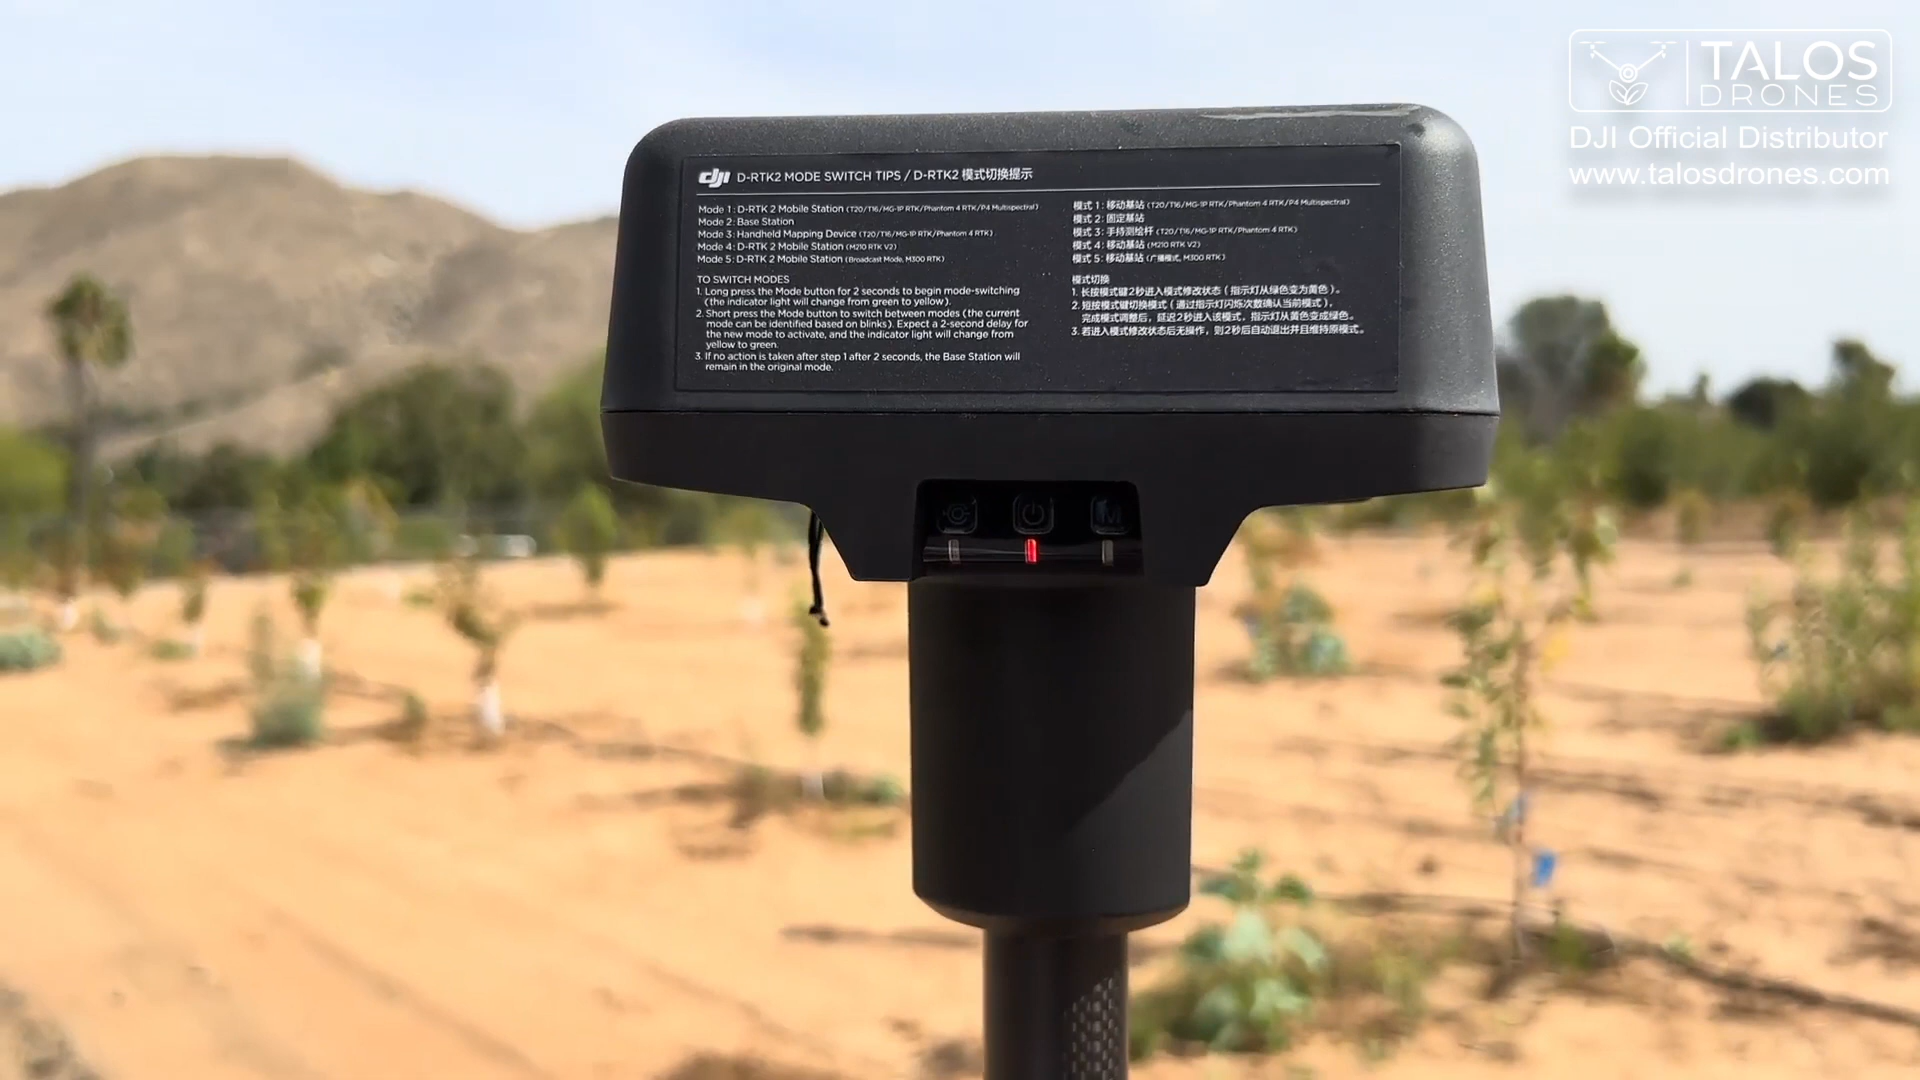 TALOS
DRONES
DJI Official Distributor
www.talosdrones.com
dji D-RTK2 MODE SWITCH TIPS / D-RTK2 模式切换提示
Mode 1: D-RTK 2 Mobile Station (T20/T16/MG-1P RTK/Phantom 4 RTK/P4 Multispectral)
Mode 2: Base Station
Mode 3: Handheld Mapping Device (T20/T16/MG-1P RTK/Phantom 4 RTK)
Mode 4: D-RTK 2 Mobile Station (M210 RTK V2)
Mode 5: D-RTK 2 Mobile Station (Broadcast Mode, M300 RTK)
TO SWITCH MODES
1. Long press the Mode button for 2 seconds to begin mode-switching
(the indicator light will change from green to yellow).
2. Short press the Mode button to switch between modes (the current
mode can be identified based on blinks). Expect a 2-second delay for
the new mode to activate, and the indicator light will change from
yellow to green.
3. If no action is taken after step 1 after 2 seconds, the Base Station will
remain in the original mode.
模式 1: 移动基站 (T20/T16/MG-1P RTK/Phantom 4 RTK/P4 Multispectral)
模式 2: 固定基站
模式 3: 手持测绘杆 (T20/T16/MG-1P RTK/Phantom 4 RTK)
模式 4: 移动基站 (M210 RTK V2)
模式 5: 移动基站 (广播模式, M300 RTK)
模式切换
1. 长按模式键2秒进入模式修改状态（指示灯从绿色变为黄色）。
2. 短按模式键切换模式（通过指示灯闪烁次数确认当前模式），
完成模式调整后，延迟2秒进入该模式，指示灯从黄色变成绿色。
3. 若进入模式修改状态后无操作，则2秒后自动退出并且维持原模式。
M